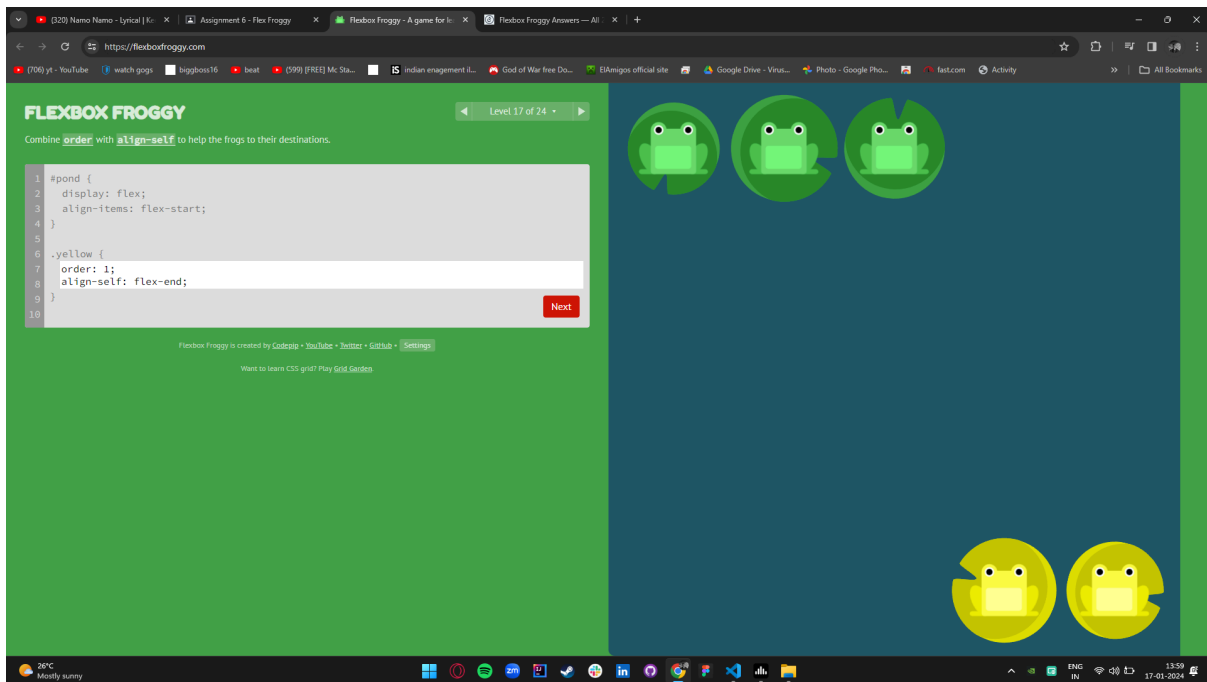 (320) Namo Namo - Lyrical | Ke
Assignment 6 - Flex Froggy
Flexbox Froggy - A game for le
Flexbox Froggy Answers — All
https://flexboxfroggy.com
(706) yt - YouTube
watch gogs
biggboss16
beat
(599) [FREE] Mc Sta...
indian enagement il...
God of War free Do...
ElAmigos official site
Google Drive - Virus...
Photo - Google Pho...
fast.com
Activity
»
All Bookmarks
FLEXBOX FROGGY
Level 17 of 24
Combine order with align-self to help the frogs to their destinations.
1 #pond {
2 display: flex;
3 align-items: flex-start;
4 }
5
6 .yellow {
7 order: 1;
8 align-self: flex-end;
9 }
10
Next
Flexbox Froggy is created by Codepip • YouTube • Twitter • GitHub • Settings
Want to learn CSS grid? Play Grid Garden.
26°C
Mostly sunny
ENG
IN
13:59
17-01-2024